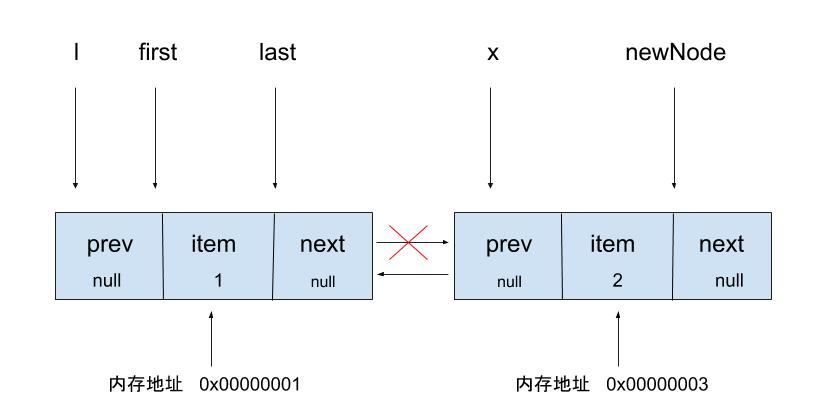 l first last x newNode
prev item next prev item next
null 1 null null 2 null
内存地址 0x00000001 内存地址 0x00000003